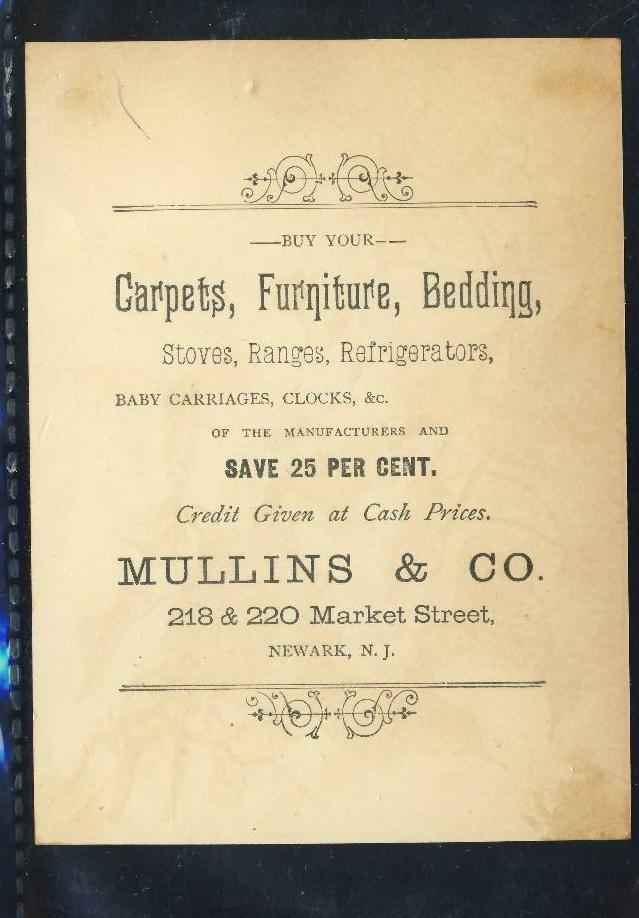 —BUY YOUR——
Carpets, Furniture, Bedding,
Stoves, Ranges, Refrigerators,
BABY CARRIAGES, CLOCKS, &c.
OF THE MANUFACTURERS AND
SAVE 25 PER CENT.
Credit Given at Cash Prices.
MULLINS & CO.
218 & 220 Market Street,
NEWARK, N. J.